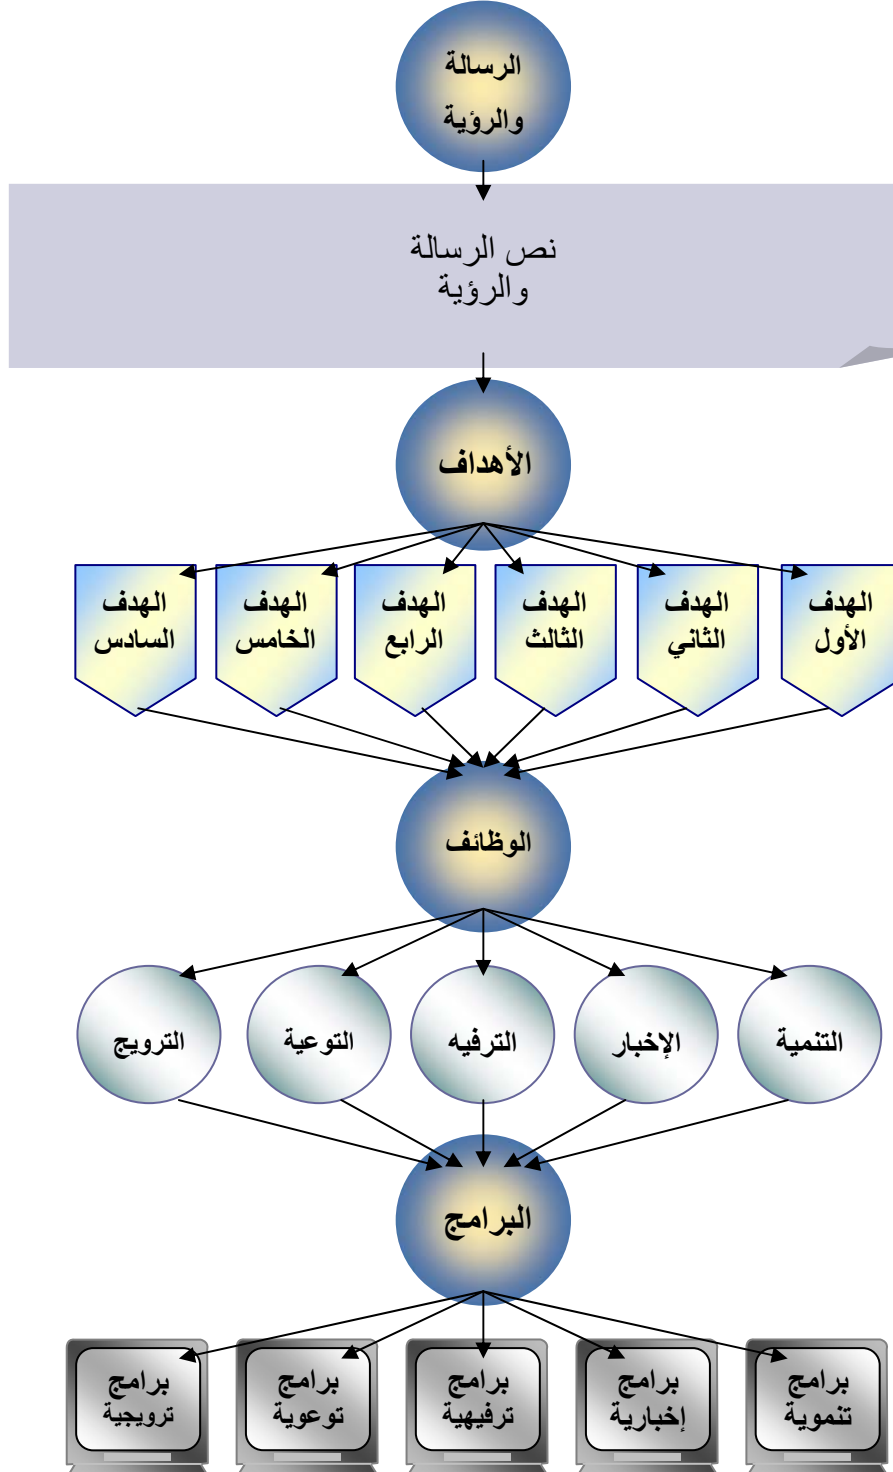 الرسالة
والرؤية
نص الرسالة
والرؤية
الأهداف
الهدف
الأول
الهدف
الثاني
الهدف
الثالث
الهدف
الرابع
الهدف
الخامس
الهدف
السادس
الوظائف
التنمية
الإخبار
الترفيه
التوعية
الترويج
البرامج
برامج
تنموية
برامج
إخبارية
برامج
ترفيهية
برامج
توعوية
برامج
ترويجية